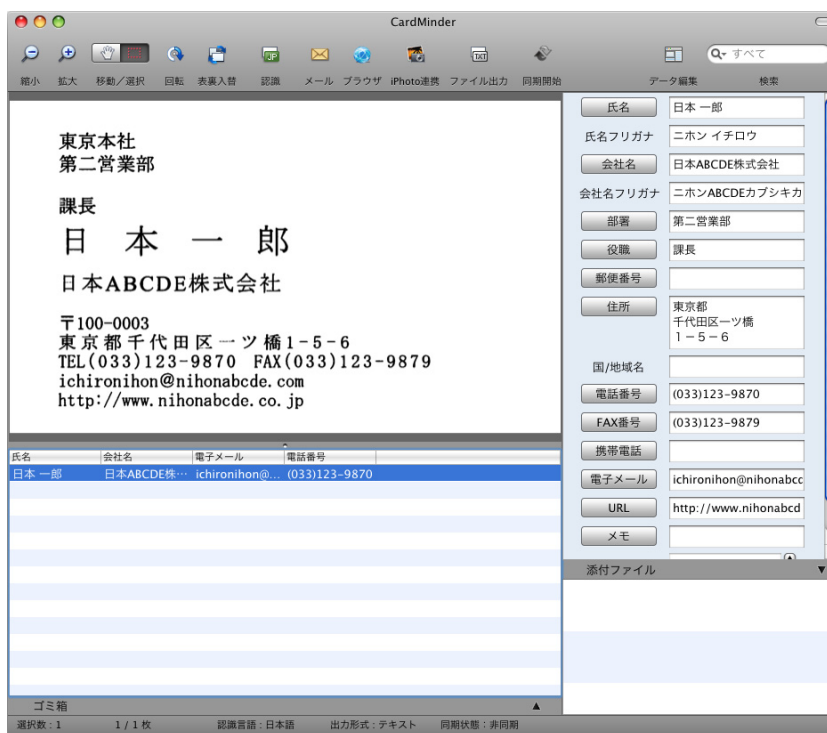 CardMinder
すべて
縮小 拡大 移動／選択 回転 表裏入替 認識 メール ブラウザ iPhoto連携 ファイル出力 同期開始 データ編集 検索
東京本社
第二営業部
課長
日 本 一 郎
日本ABCDE株式会社
〒100-0003
東京都千代田区一ツ橋1-5-6
TEL(033)123-9870 FAX(033)123-9879
ichironihon@nihonabcde.com
http://www.nihonabcde.co.jp
氏名 会社名 電子メール 電話番号
日本 一郎 日本ABCDE株… ichironihon@... (033)123-9870
ゴミ箱
氏名 日本 一郎
氏名フリガナ ニホン イチロウ
会社名 日本ABCDE株式会社
会社名フリガナ ニホンABCDEカブシキカ
部署 第二営業部
役職 課長
郵便番号
住所 東京都
千代田区一ツ橋
１－５－６
国/地域名
電話番号 (033)123-9870
FAX番号 (033)123-9879
携帯電話
電子メール ichironihon@nihonabcc
URL http://www.nihonabcd
メモ
添付ファイル
選択数：1 1 / 1 枚 認識言語：日本語 出力形式：テキスト 同期状態：非同期